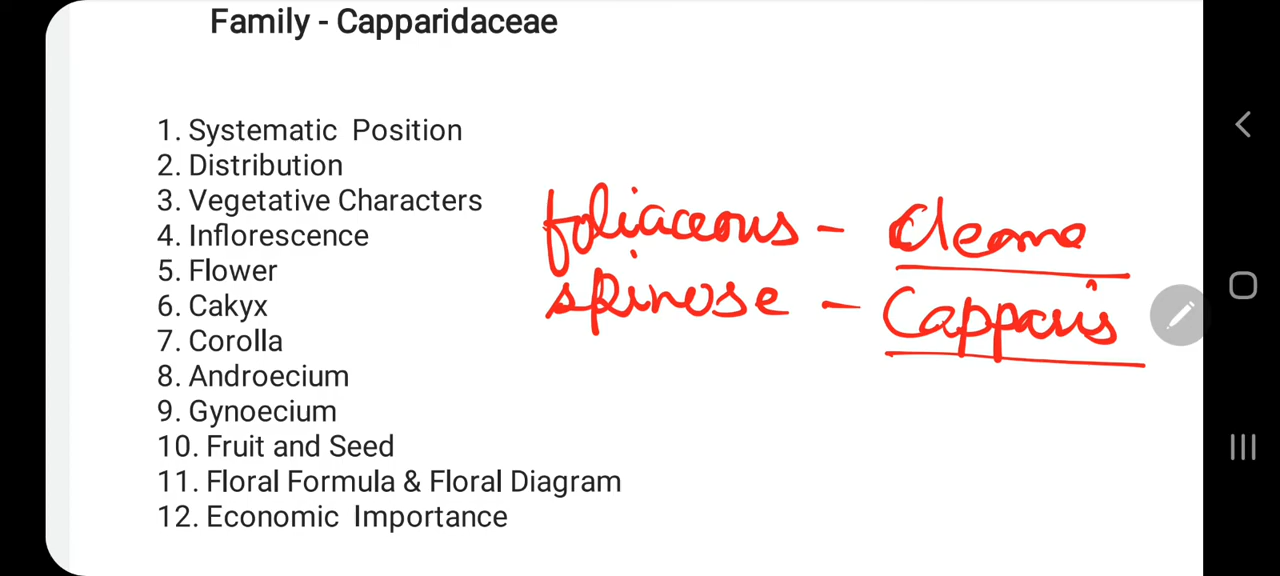 Family - Capparidaceae
1. Systematic Position
2. Distribution
3. Vegetative Characters
4. Inflorescence
5. Flower
6. Cakyx
7. Corolla
8. Androecium
9. Gynoecium
10. Fruit and Seed
11. Floral Formula & Floral Diagram
12. Economic Importance
foliaceous - Cleome
spinose - Capparis